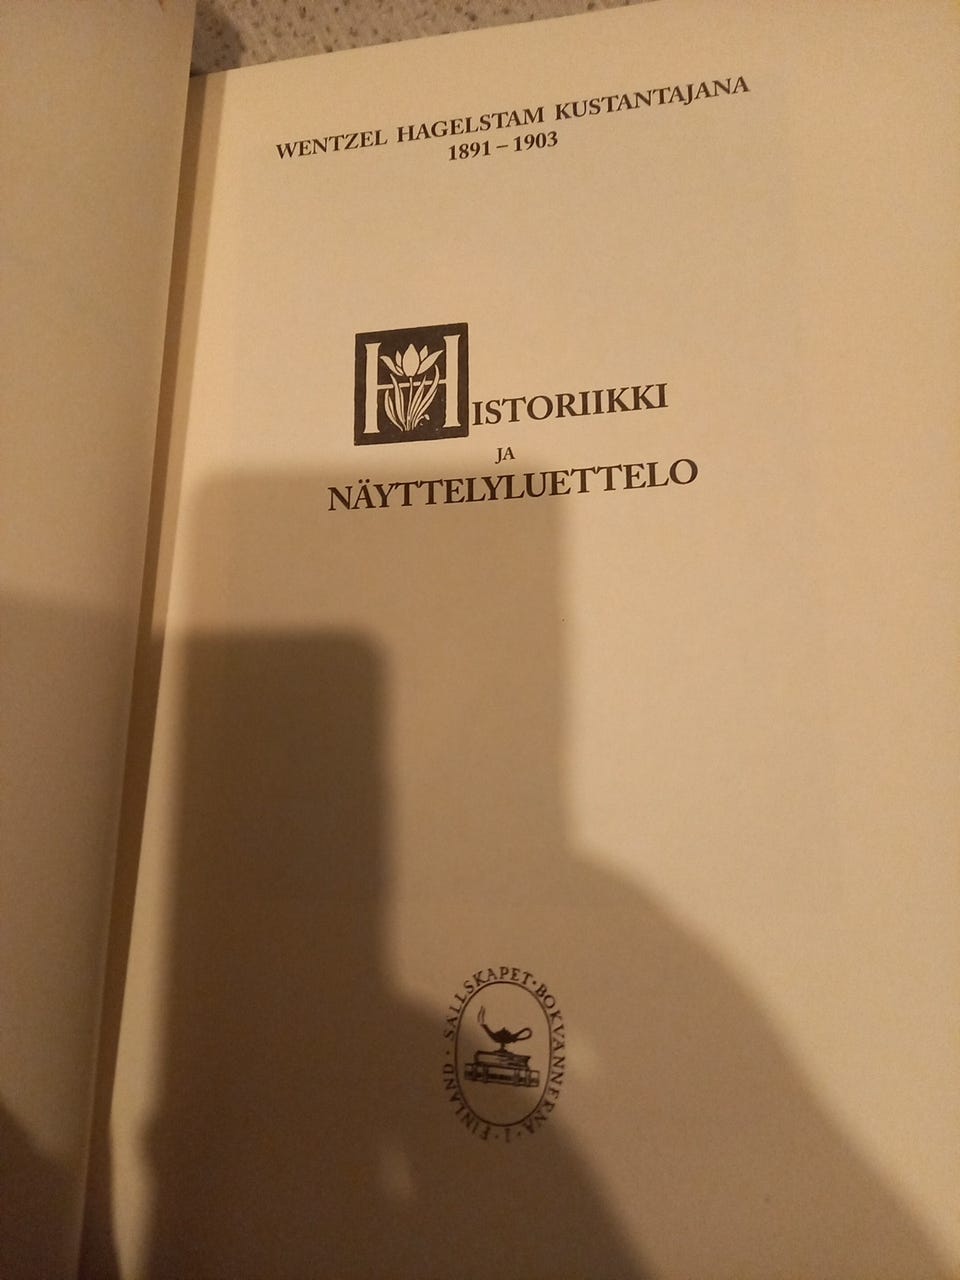 WENTZEL HAGELSTAM KUSTANTAJANA
1891 – 1903
HISTORIIKKI
JA
NÄYTTELYLUETTELO
SÄLLSKAPET · BOKVÄNNERNA · I · FINLAND ·